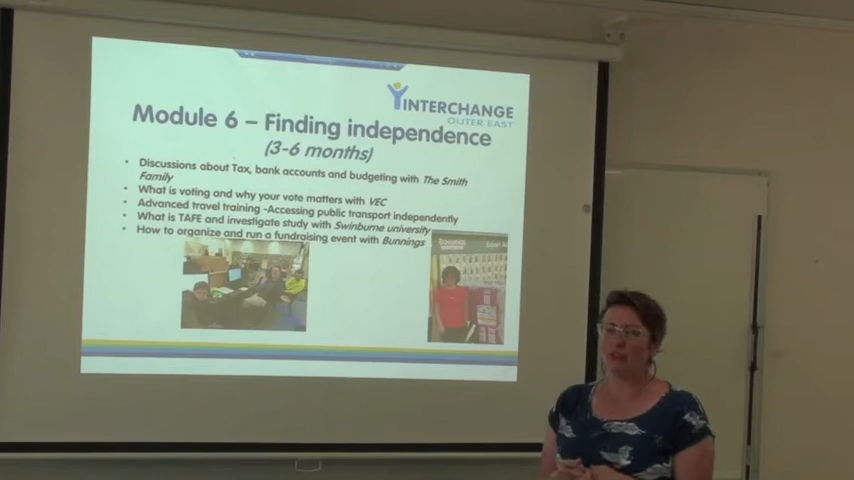 INTERCHANGE
OUTER EAST
Module 6 – Finding independence
(3-6 months)
• Discussions about Tax, bank accounts and budgeting with The Smith
Family
• What is voting and why your vote matters with VEC
• Advanced travel training -Accessing public transport independently
• What is TAFE and investigate study with Swinburne university
• How to organize and run a fundraising event with Bunnings